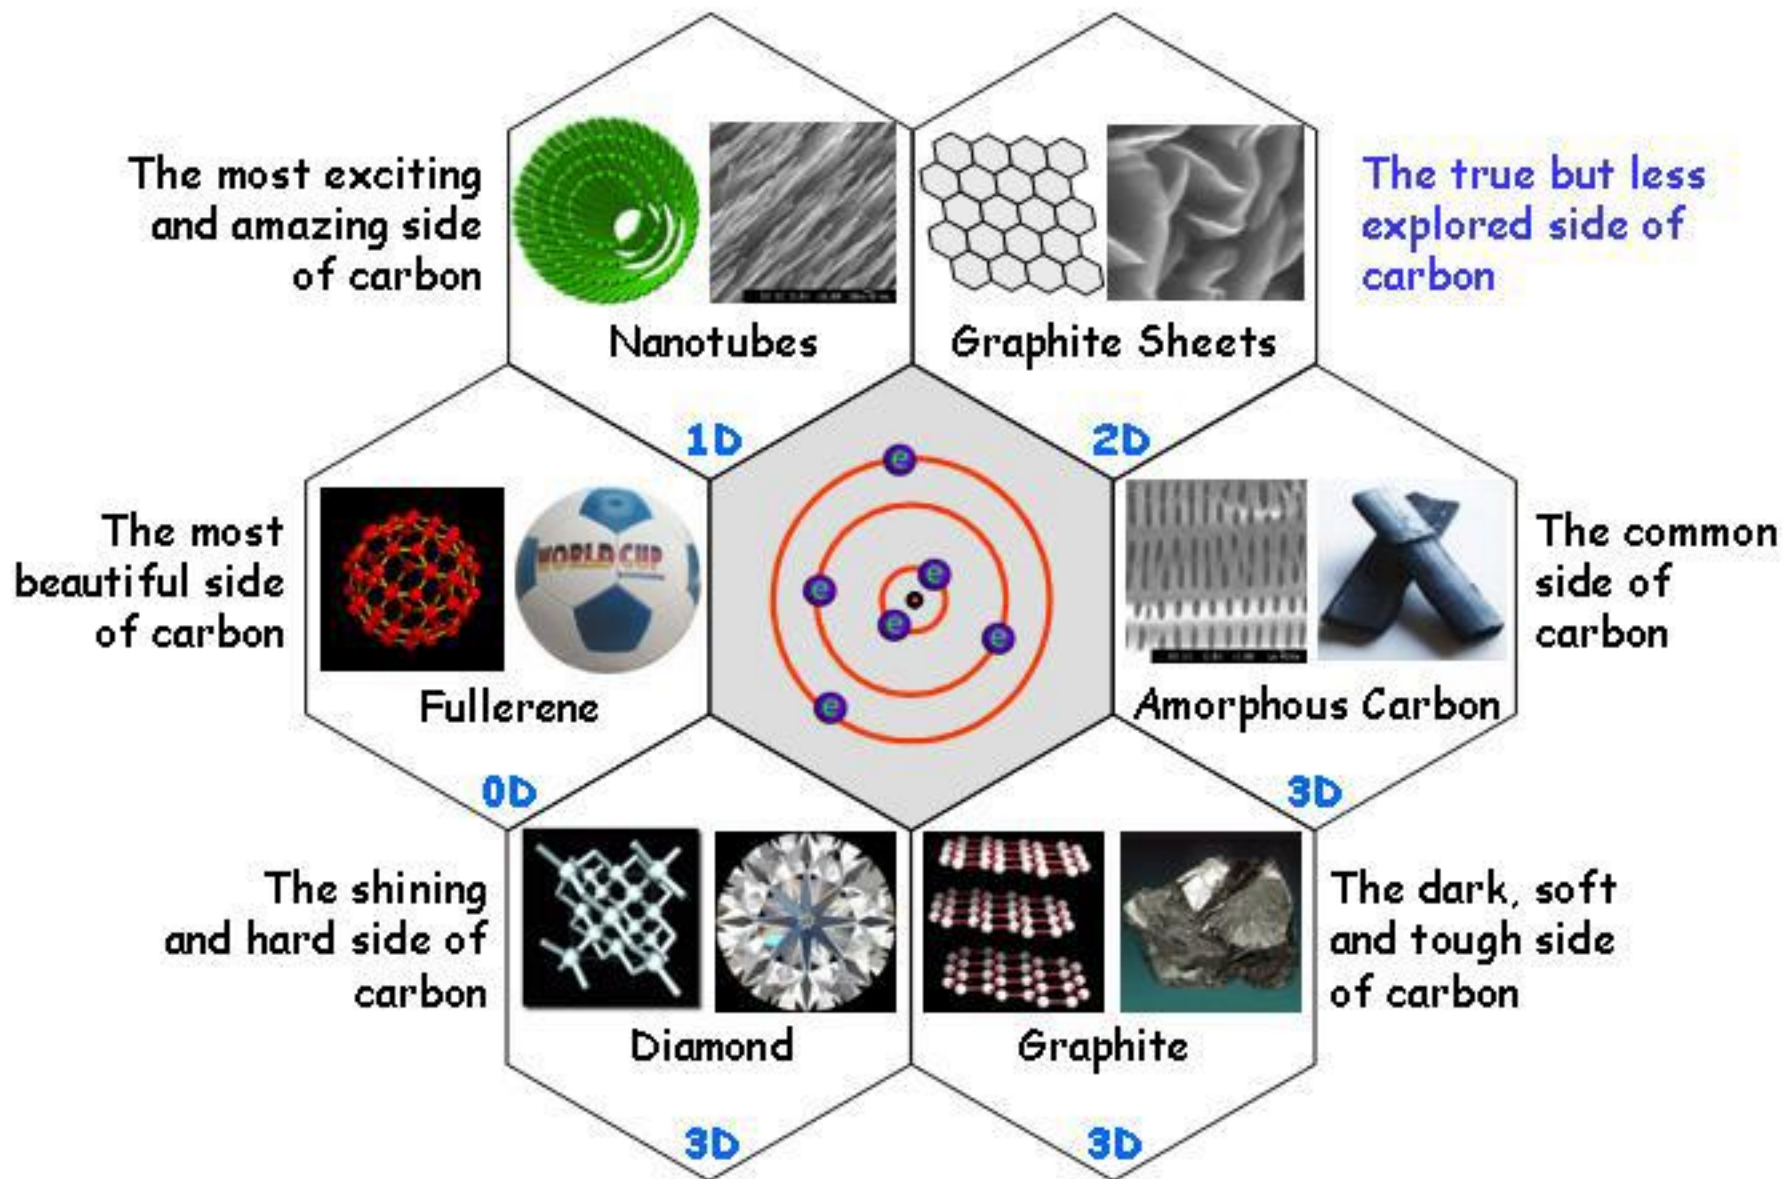 The most exciting
and amazing side
of carbon
Nanotubes
1D
Graphite Sheets
2D
The true but less
explored side of
carbon
The most
beautiful side
of carbon
WORLD CUP
Fullerene
0D
e
e
e
e
e
e
Amorphous Carbon
3D
The common
side of
carbon
The shining
and hard side of
carbon
Diamond
3D
Graphite
3D
The dark, soft
and tough side
of carbon